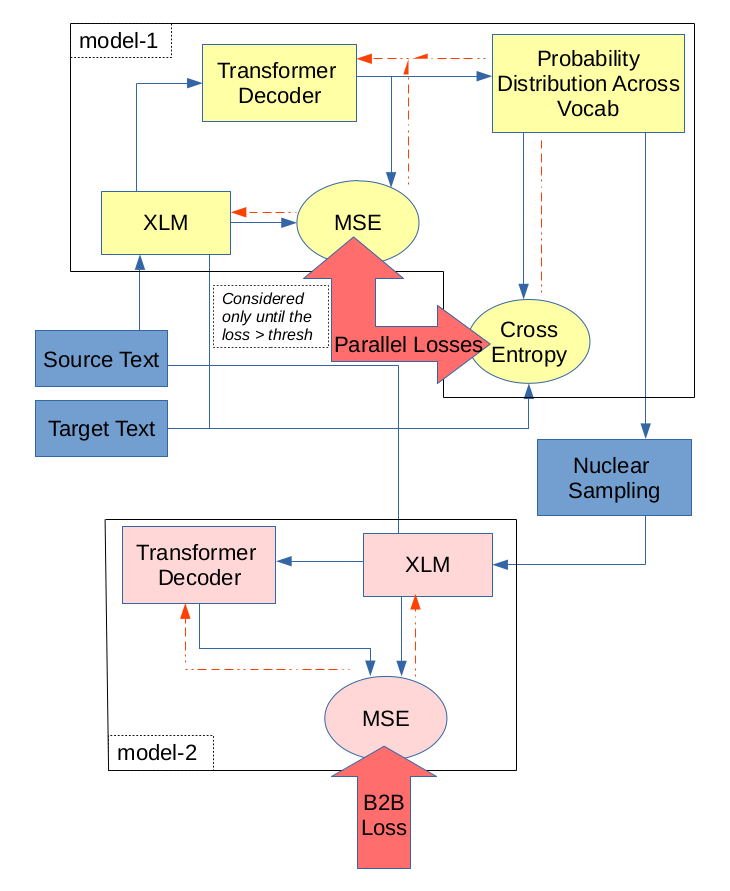 model-1
Transformer
Decoder
Probability
Distribution Across
Vocab
XLM
MSE
Considered
only until the
loss > thresh
Parallel Losses
Cross
Entropy
Source Text
Target Text
Nuclear
Sampling
Transformer
Decoder
XLM
MSE
model-2
B2B
Loss